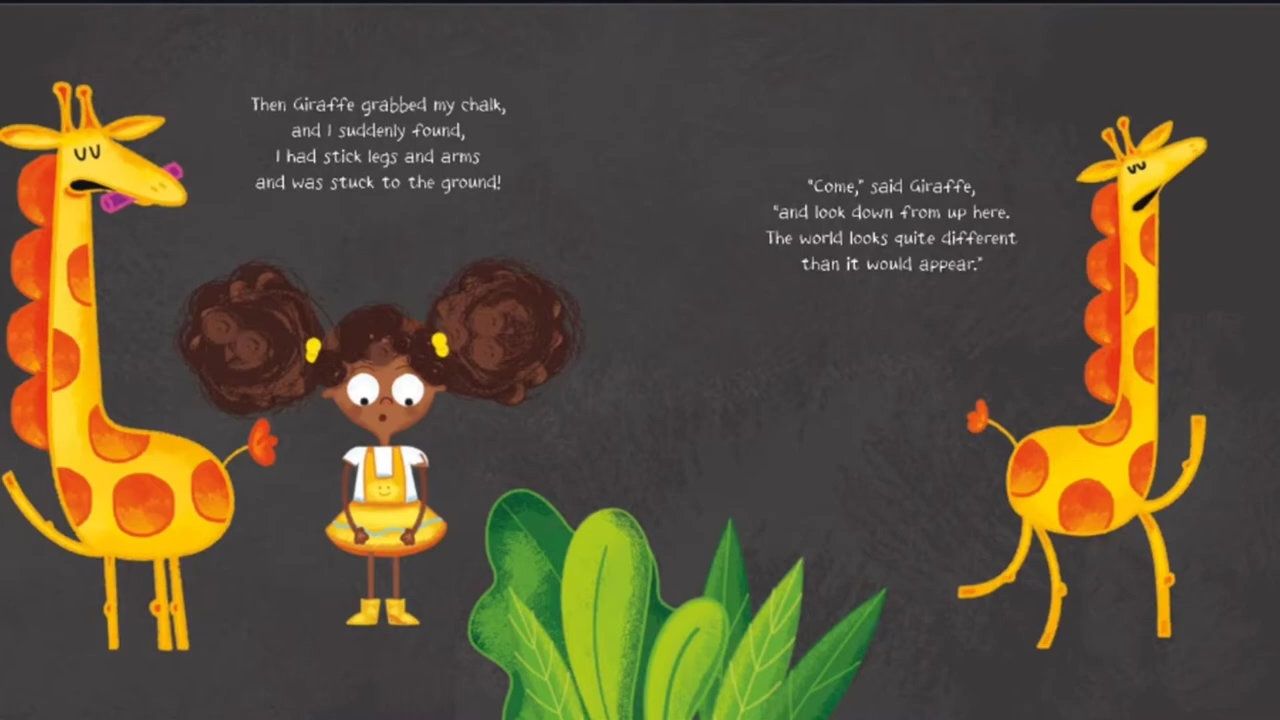 Then Giraffe grabbed my chalk,
and I suddenly found,
I had stick legs and arms
and was stuck to the ground!
"Come," said Giraffe,
"and look down from up here.
The world looks quite different
than it would appear."